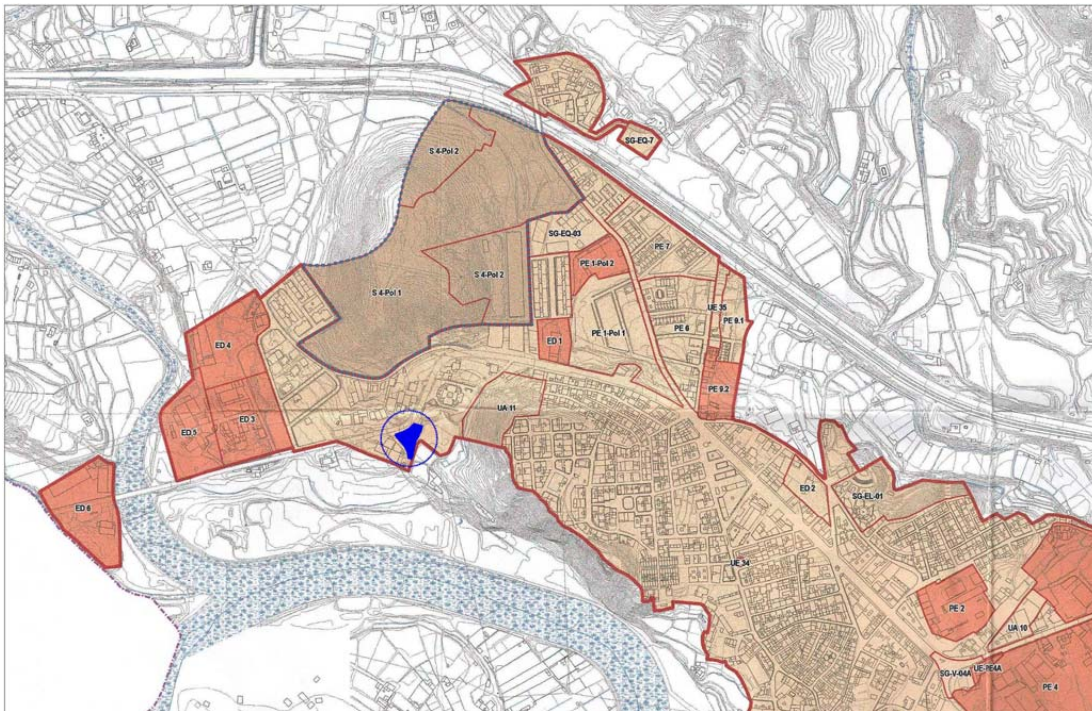 SG-EQ-7
S 4-Pol 2
SG-EQ-03
PE 7
PE 1-Pol 2
S 4-Pol 2
S 4-Pol 1
UE 35
PE 9.1
PE 6
PE 1-Pol 1
ED 1
ED 4
PE 9.2
UA 11
ED 3
ED 5
ED 2
SG-EL-01
ED 6
UE 34
PE 2
UA 10
UE-7E4A
SG-V-04A
PE 4